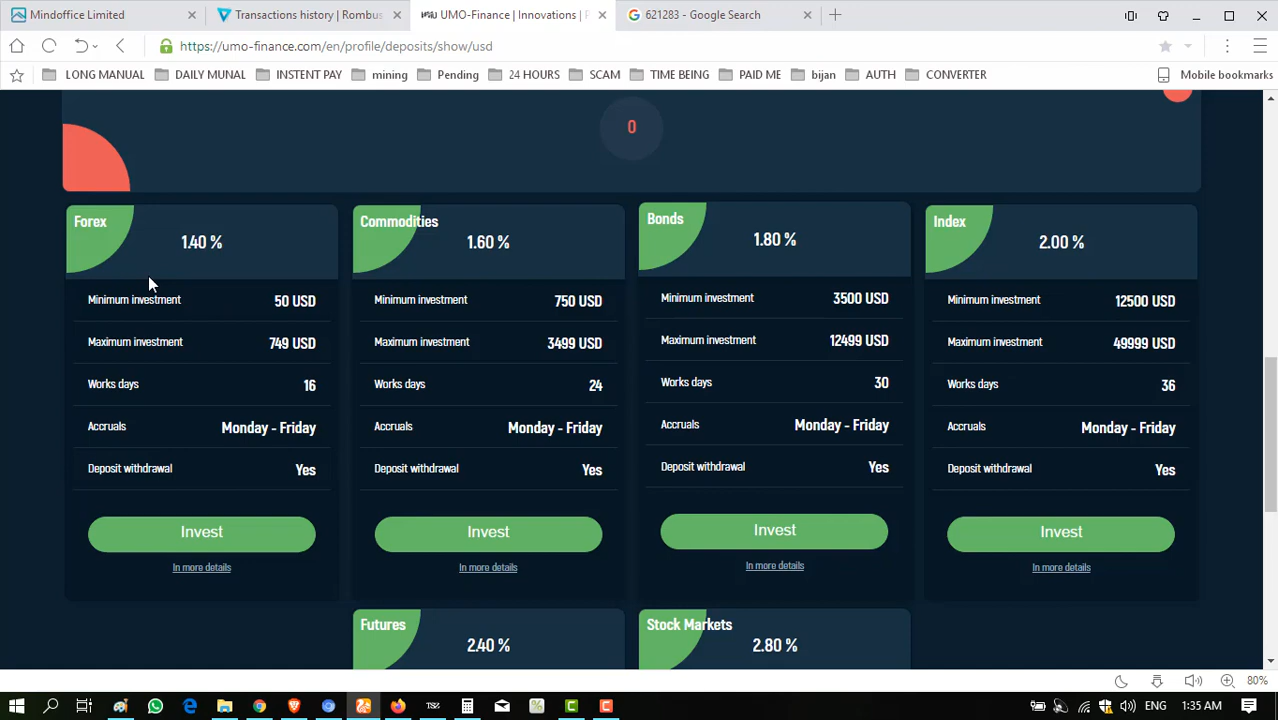 Mindoffice Limited
Transactions history | Rombus
UMO-Finance | Innovations |
621283 - Google Search
https://umo-finance.com/en/profile/deposits/show/usd
LONG MANUAL DAILY MUNAL INSTENT PAY mining Pending 24 HOURS SCAM TIME BEING PAID ME bijan AUTH CONVERTER Mobile bookmarks
0
Forex
1.40 %
Minimum investment 50 USD
Maximum investment 749 USD
Works days 16
Accruals Monday - Friday
Deposit withdrawal Yes
Invest
In more details
Commodities
1.60 %
Minimum investment 750 USD
Maximum investment 3499 USD
Works days 24
Accruals Monday - Friday
Deposit withdrawal Yes
Invest
In more details
Bonds
1.80 %
Minimum investment 3500 USD
Maximum investment 12499 USD
Works days 30
Accruals Monday - Friday
Deposit withdrawal Yes
Invest
In more details
Index
2.00 %
Minimum investment 12500 USD
Maximum investment 49999 USD
Works days 36
Accruals Monday - Friday
Deposit withdrawal Yes
Invest
In more details
Futures
2.40 %
Stock Markets
2.80 %
80%
ENG 1:35 AM